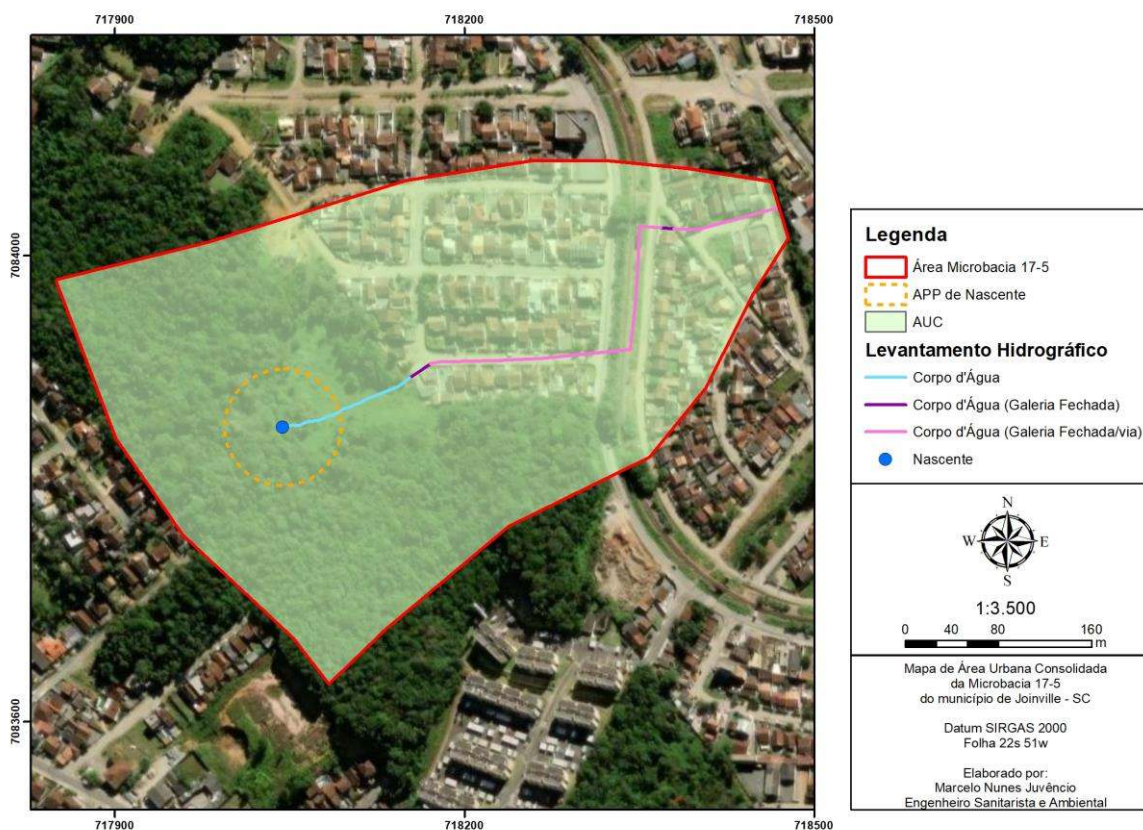 717900 718200 718500
7084000
7083600
717900 718200 718500
Legenda
Área Microbacia 17-5
APP de Nascente
AUC
Levantamento Hidrográfico
Corpo d'Água
Corpo d'Água (Galeria Fechada)
Corpo d'Água (Galeria Fechada/via)
Nascente
N
W E
S
1:3.500
0 40 80 160
m
Mapa de Área Urbana Consolidada
da Microbacia 17-5
do município de Joinville - SC
Datum SIRGAS 2000
Folha 22s 51w
Elaborado por:
Marcelo Nunes Juvêncio
Engenheiro Sanitarista e Ambiental